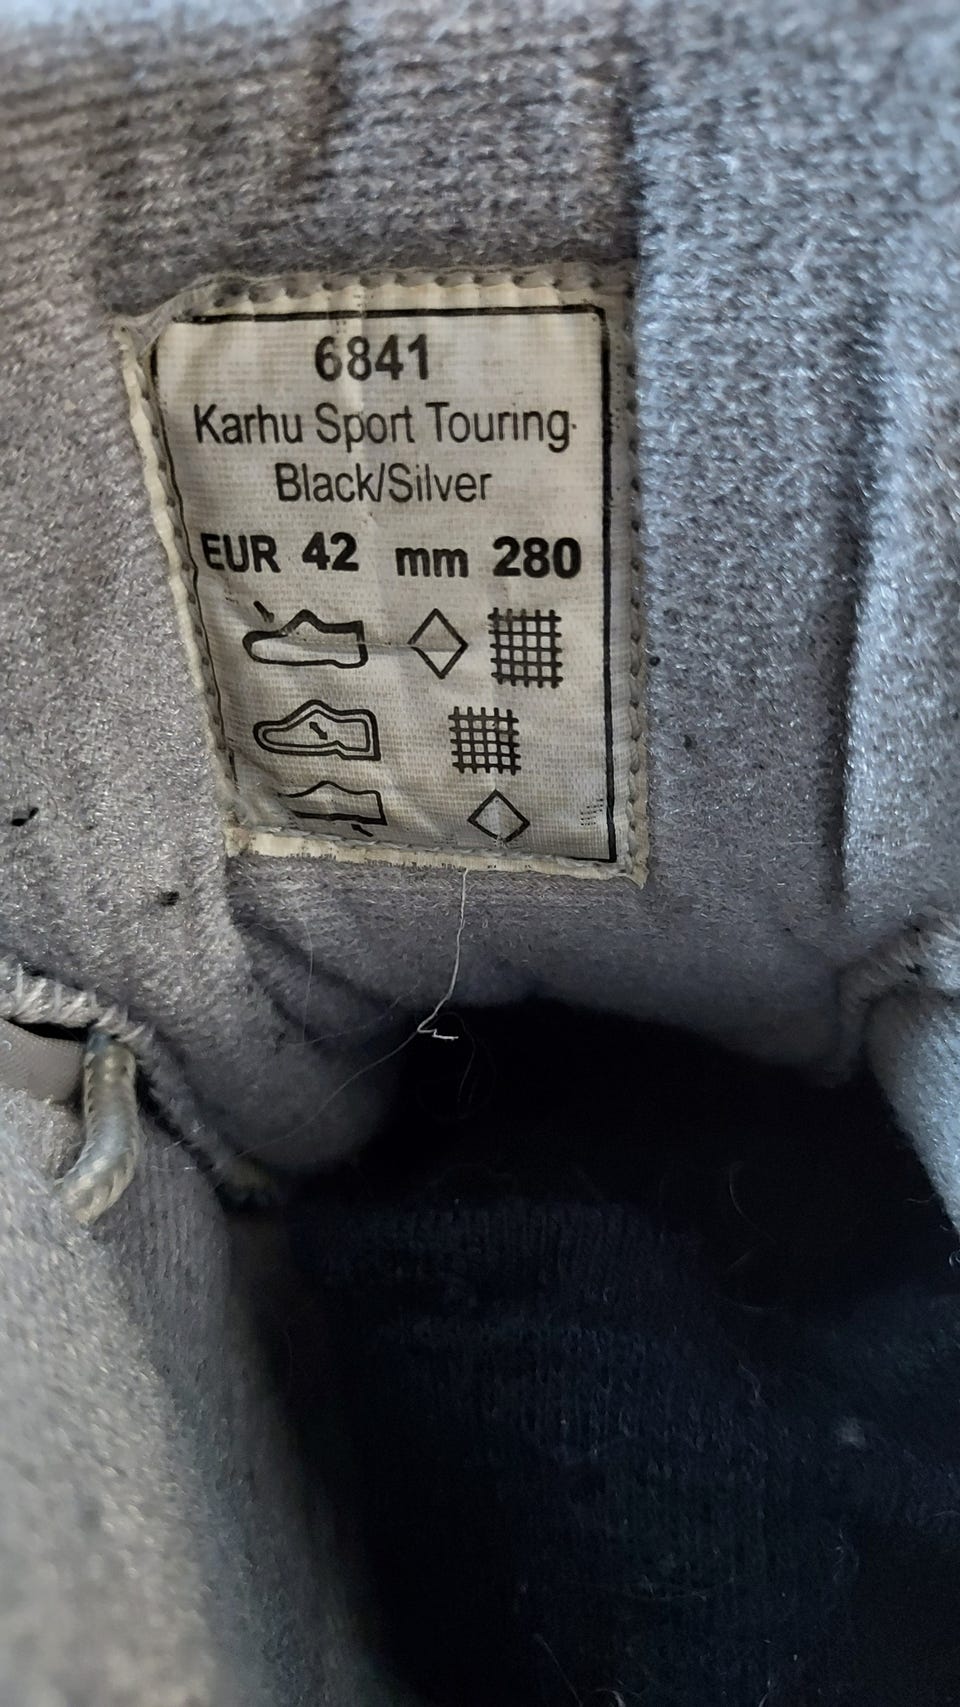 6841
Karhu Sport Touring
Black/Silver
EUR 42 mm 280